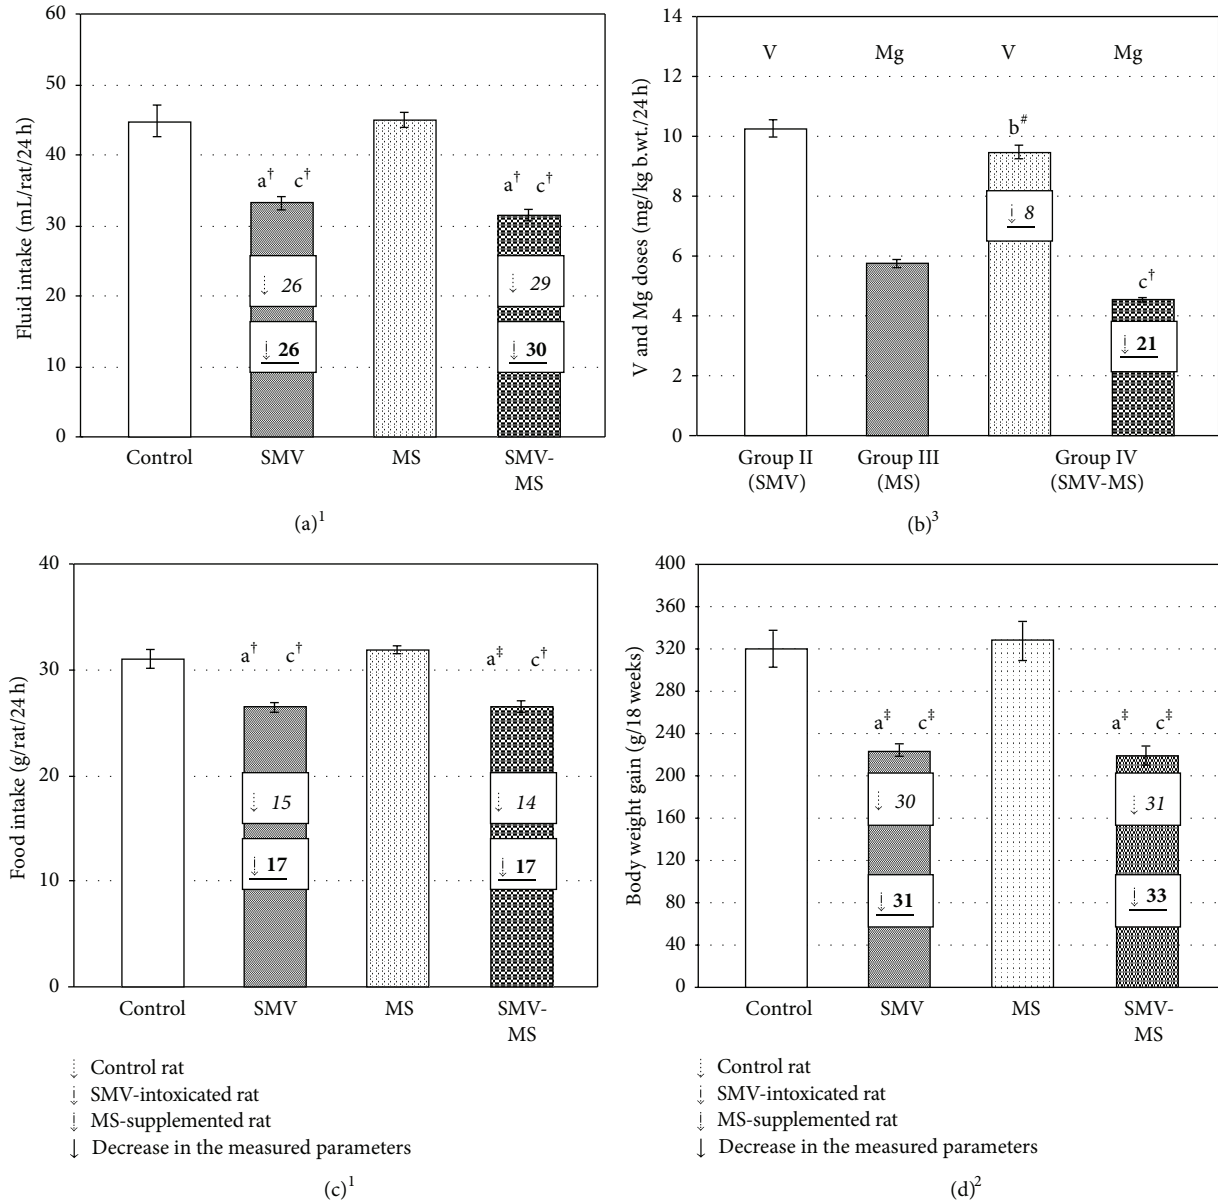 60
50
40
30
20
10
0
Fluid intake (mL/rat/24 h)
a† c†
a† c†
↓ 26
↓ 26
↓ 29
↓ 30
Control
SMV
MS
SMV-
MS
(a)¹
14
12
10
8
6
4
2
0
V and Mg doses (mg/kg b.wt./24 h)
V
Mg
V
Mg
b#
↓ 8
c†
↓ 21
Group II
(SMV)
Group III
(MS)
Group IV
(SMV-MS)
(b)³
40
30
20
10
0
Food intake (g/rat/24 h)
a† c†
a‡ c†
↓ 15
↓ 17
↓ 14
↓ 17
Control
SMV
MS
SMV-
MS
↓ Control rat
↓ SMV-intoxicated rat
↓ MS-supplemented rat
↓ Decrease in the measured parameters
(c)¹
400
360
320
280
240
200
160
120
80
40
0
Body weight gain (g/18 weeks)
a‡ c‡
a‡ c‡
↓ 30
↓ 31
↓ 31
↓ 33
Control
SMV
MS
SMV-
MS
↓ Control rat
↓ SMV-intoxicated rat
↓ MS-supplemented rat
↓ Decrease in the measured parameters
(d)²